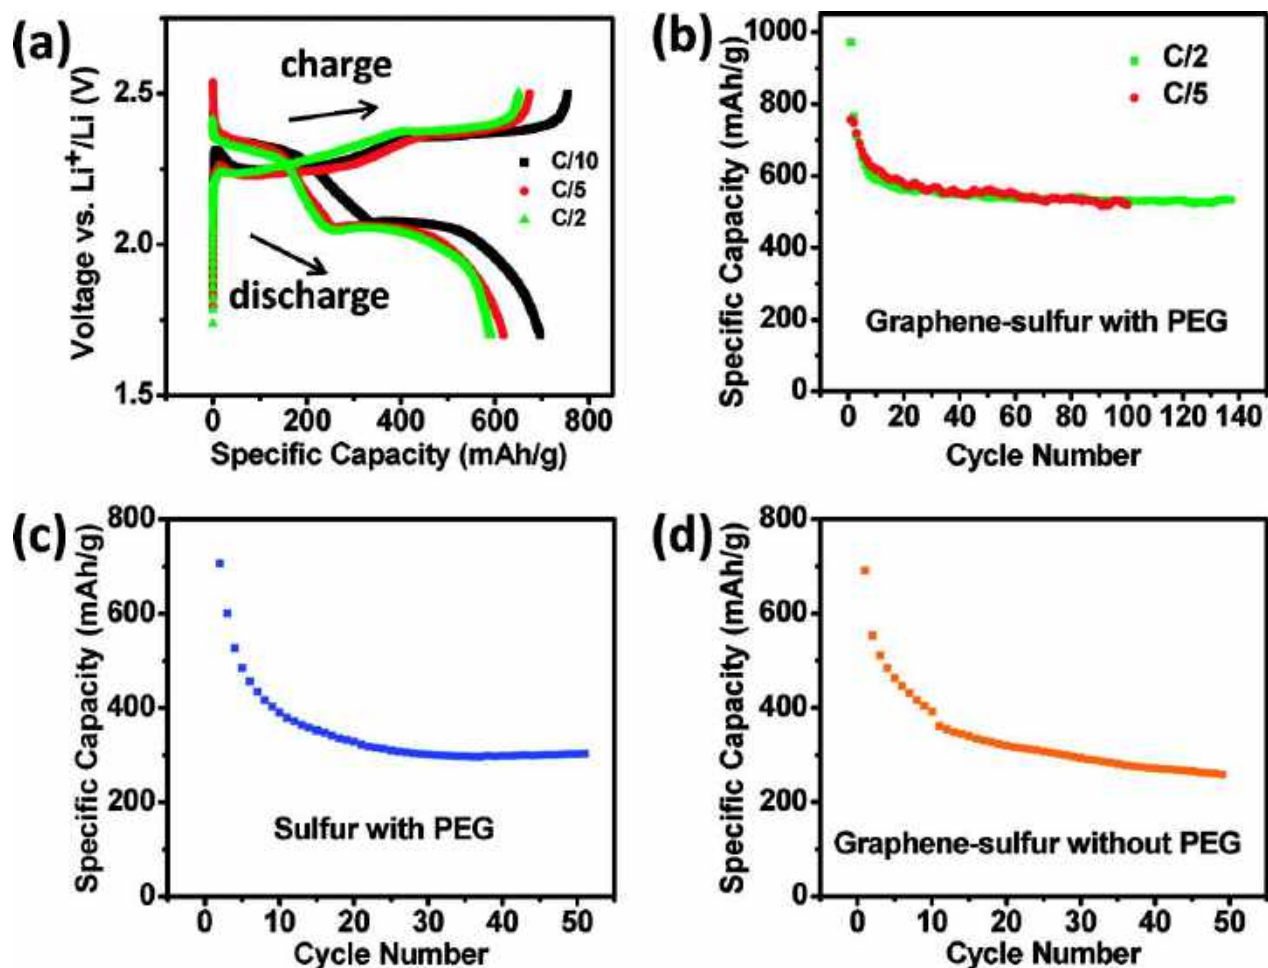 (a)
Voltage vs. Li⁺/Li (V)
2.5
2.0
1.5
charge
discharge
C/10
C/5
C/2
0 200 400 600 800
Specific Capacity (mAh/g)
(b)
Specific Capacity (mAh/g)
1000
800
600
400
200
0
C/2
C/5
Graphene-sulfur with PEG
0 20 40 60 80 100 120 140
Cycle Number
(c)
Specific Capacity (mAh/g)
800
600
400
200
0
Sulfur with PEG
0 10 20 30 40 50
Cycle Number
(d)
Specific Capacity (mAh/g)
800
600
400
200
0
Graphene-sulfur without PEG
0 10 20 30 40 50
Cycle Number